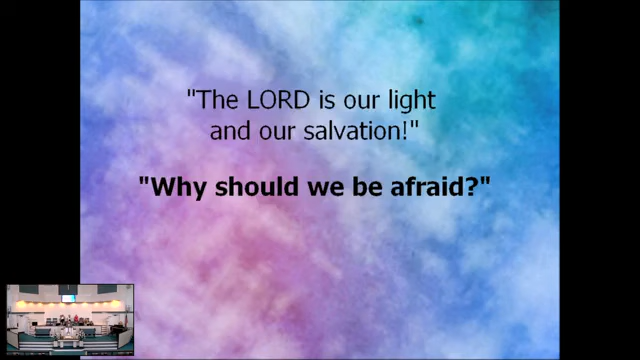 "The LORD is our light
and our salvation!"
"Why should we be afraid?"